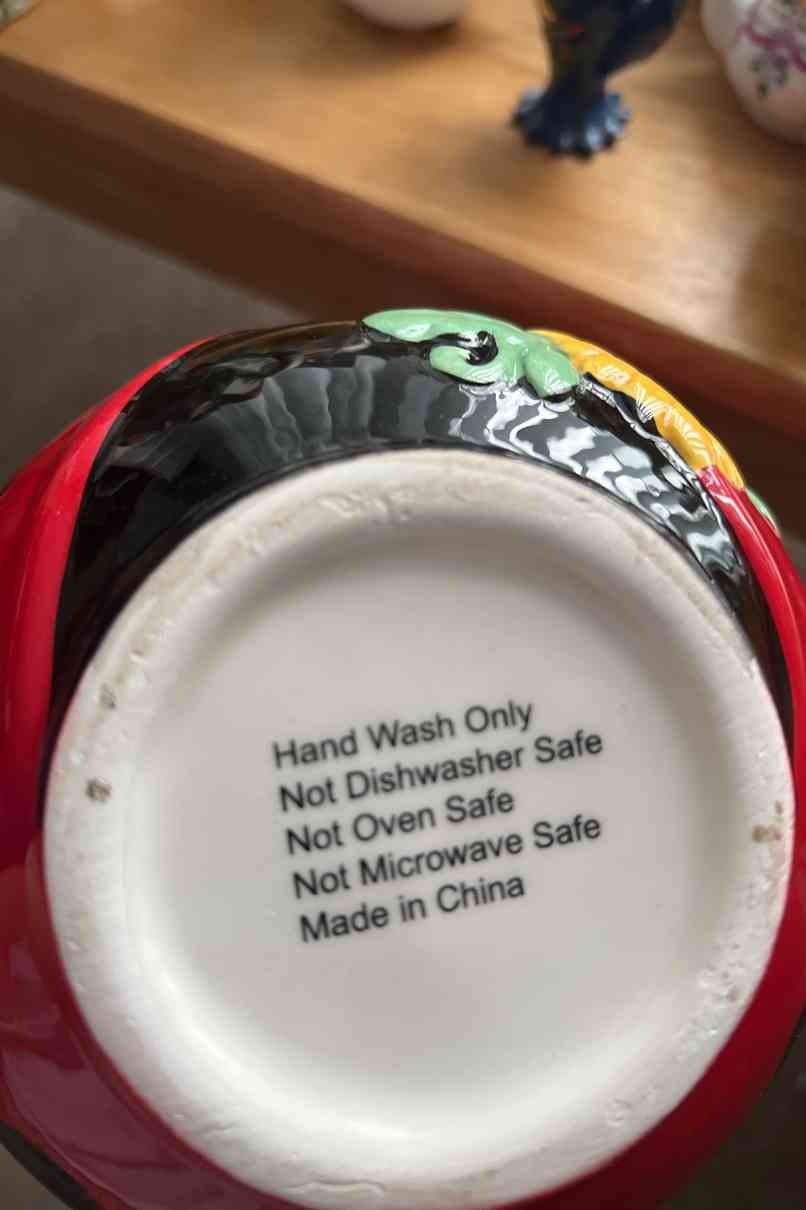 Hand Wash Only
Not Dishwasher Safe
Not Oven Safe
Not Microwave Safe
Made in China